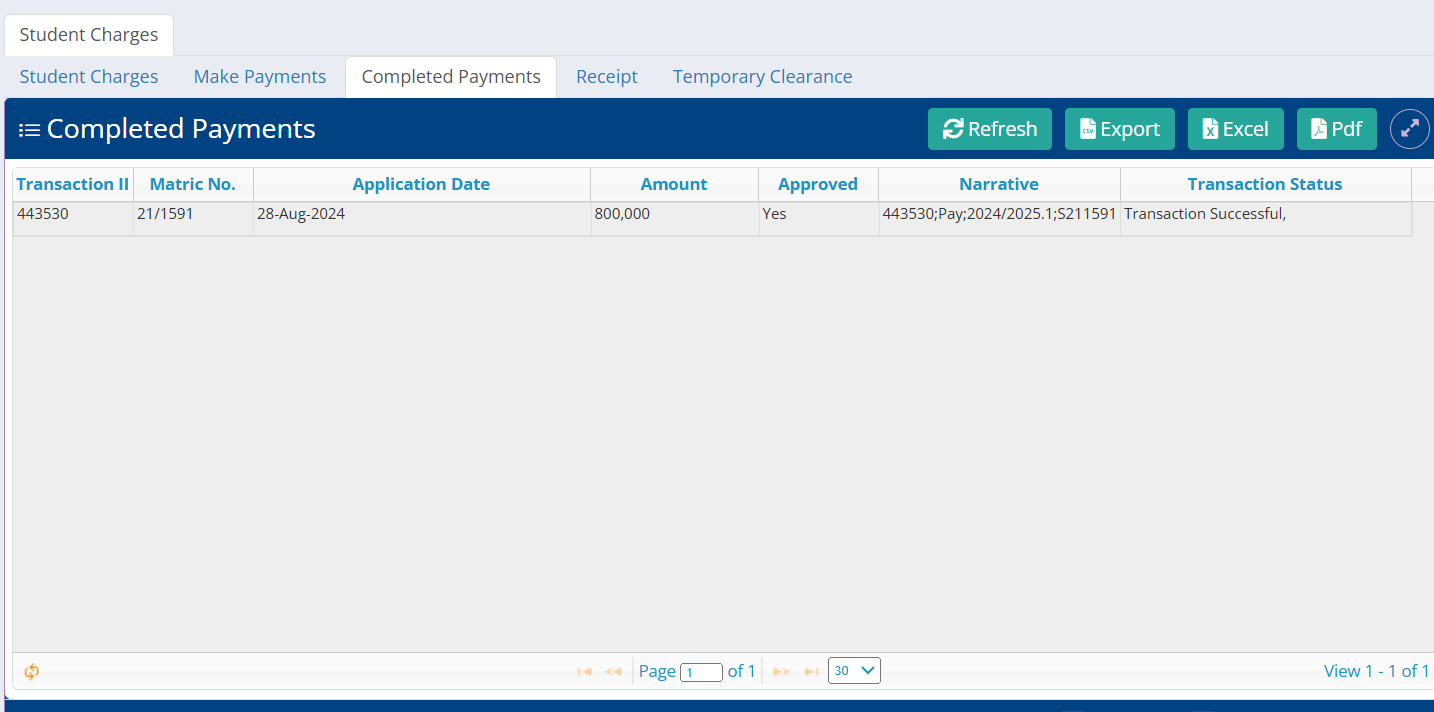 Student Charges
Student Charges Make Payments Completed Payments Receipt Temporary Clearance
Completed Payments Refresh Export Excel Pdf
Transaction II Matric No. Application Date Amount Approved Narrative Transaction Status
443530 21/1591 28-Aug-2024 800,000 Yes 443530;Pay;2024/2025.1;S211591 Transaction Successful,
Page 1 of 1 30 View 1 - 1 of 1